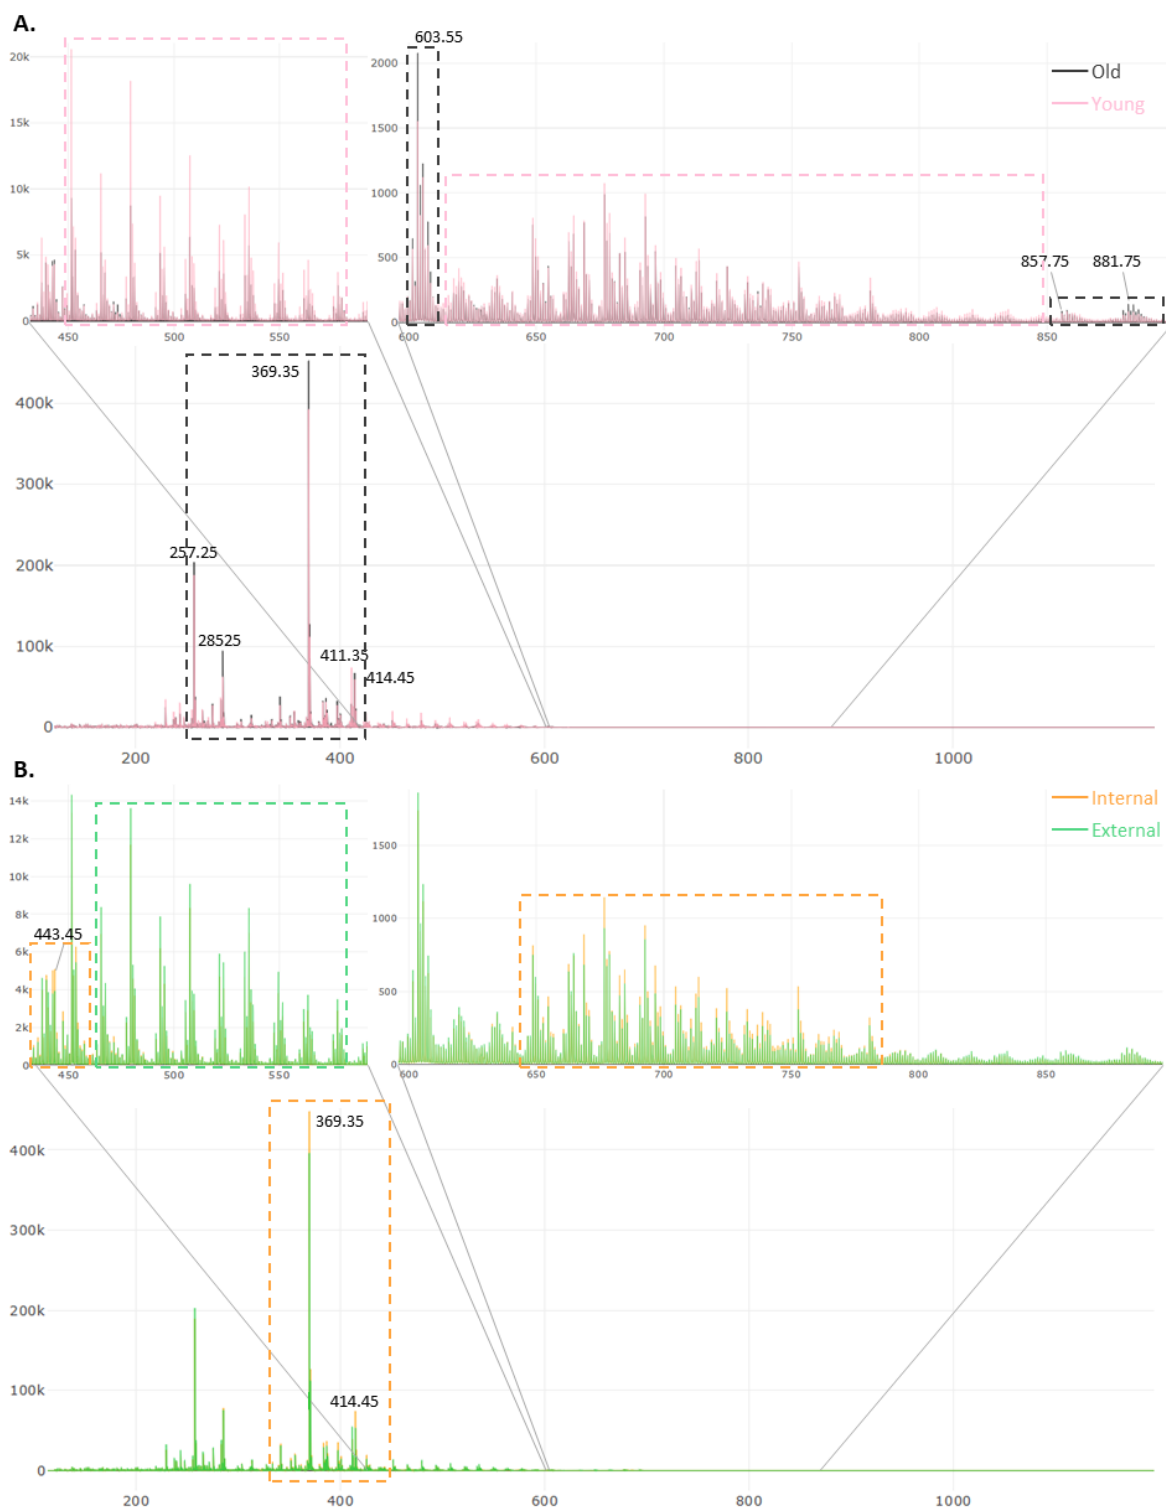 A.
603.55
20k
2000
Old
Young
15k
1500
10k
1000
5k
500
857.75 881.75
0
0
450 500 550
600 650 700 750 800 850
369.35
400k
300k
257.25
200k
28525
100k
411.35
414.45
0
200 400 600 800 1000
B.
14k
Internal
External
12k
1500
10k
8k
1000
443.45
6k
4k
500
2k
0
0
450 500 550
600 650 700 750 800 850
369.35
400k
300k
200k
100k
414.45
0
200 400 600 800 1000